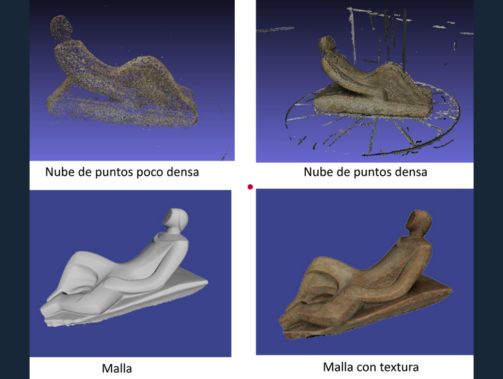 Nube de puntos poco densa
Nube de puntos densa
Malla
Malla con textura